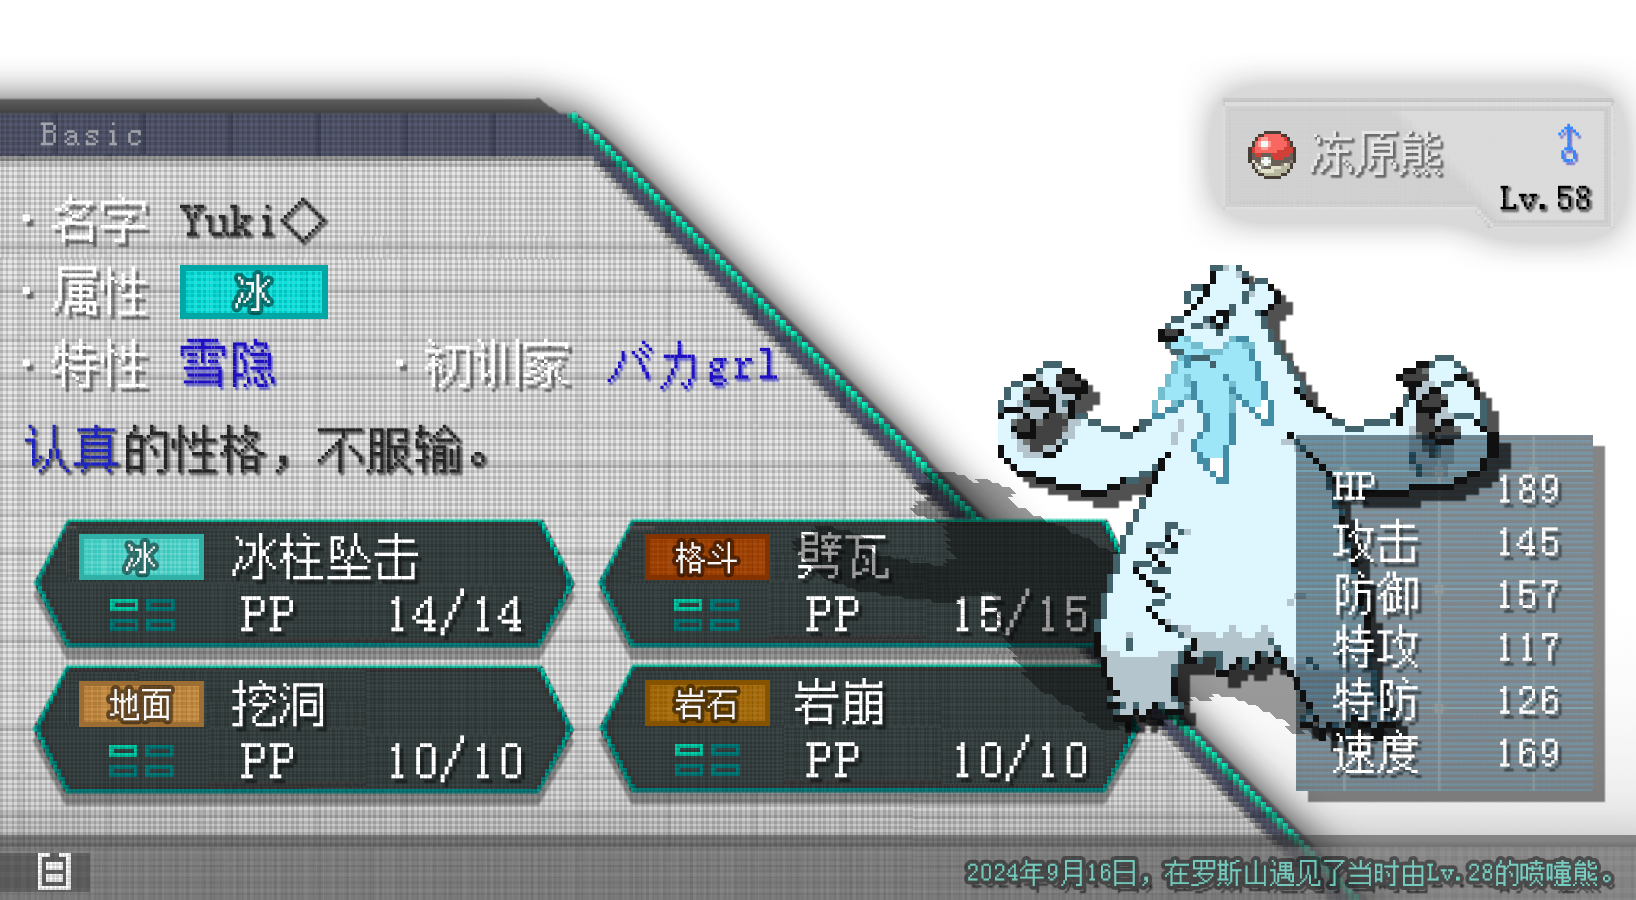 Basic
冻原熊
Lv.58
·名字 Yuki◇
·属性 冰
·特性 雪隐 ·初训家 バカgrl
认真的性格，不服输。
冰 冰柱坠击
PP 14/14
格斗 劈瓦
PP 15/15
地面 挖洞
PP 10/10
岩石 岩崩
PP 10/10
HP 189
攻击 145
防御 157
特攻 117
特防 126
速度 169
2024年9月16日，在罗斯山遇见了当时由Lv.28的喷嚏熊。